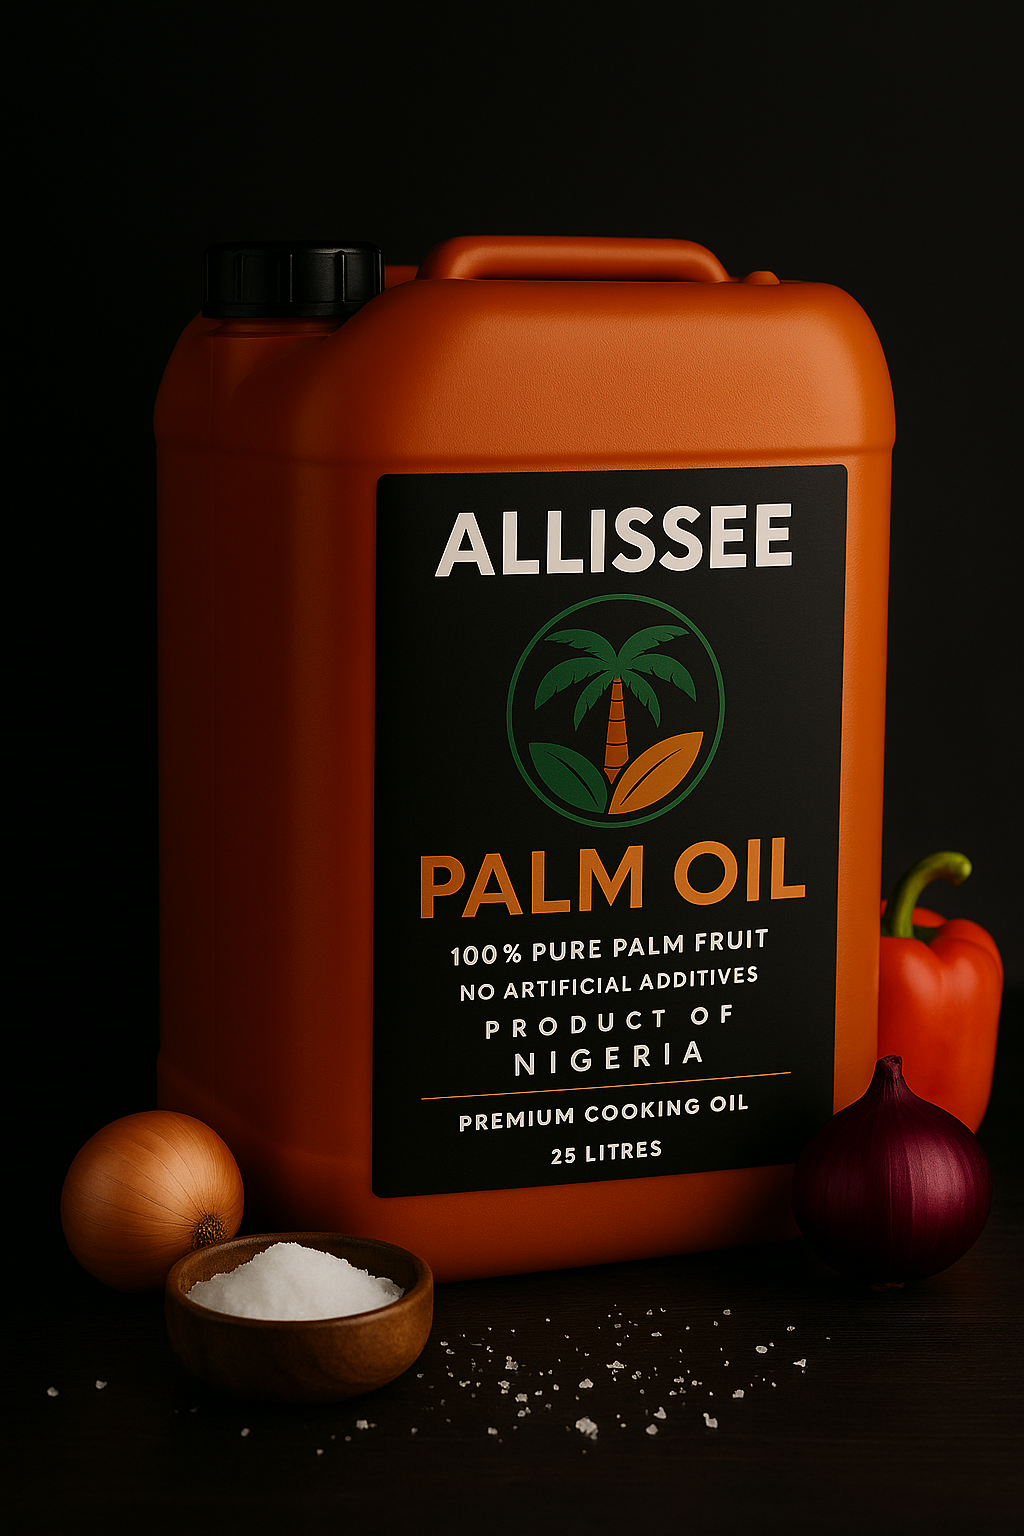 ALLISSEE
PALM OIL
100% PURE PALM FRUIT
NO ARTIFICIAL ADDITIVES
PRODUCT OF
NIGERIA
PREMIUM COOKING OIL
25 LITRES